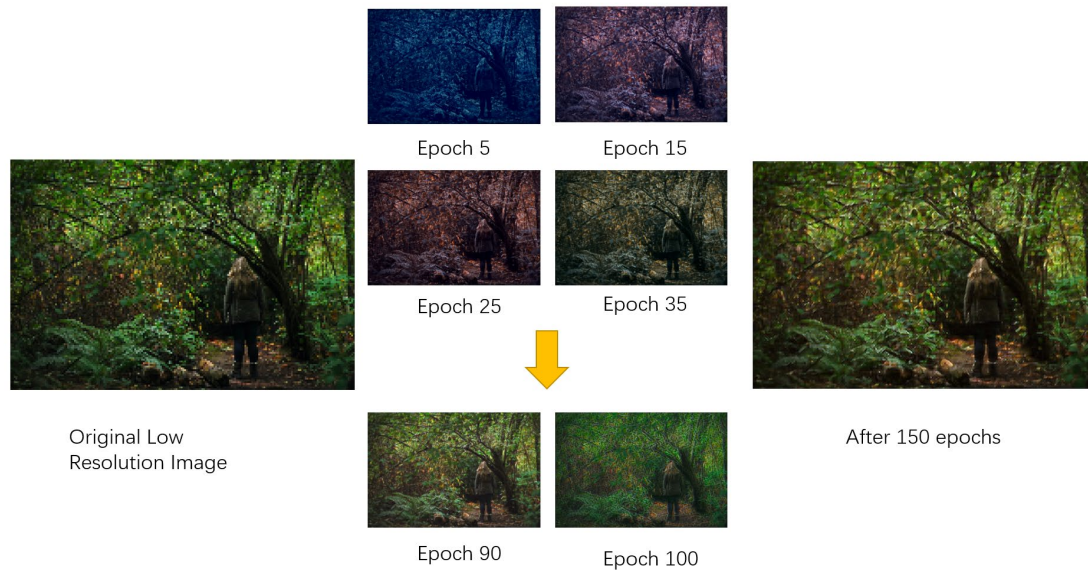 Epoch 5
Epoch 15
Epoch 25
Epoch 35
Original Low
Resolution Image
After 150 epochs
Epoch 90
Epoch 100